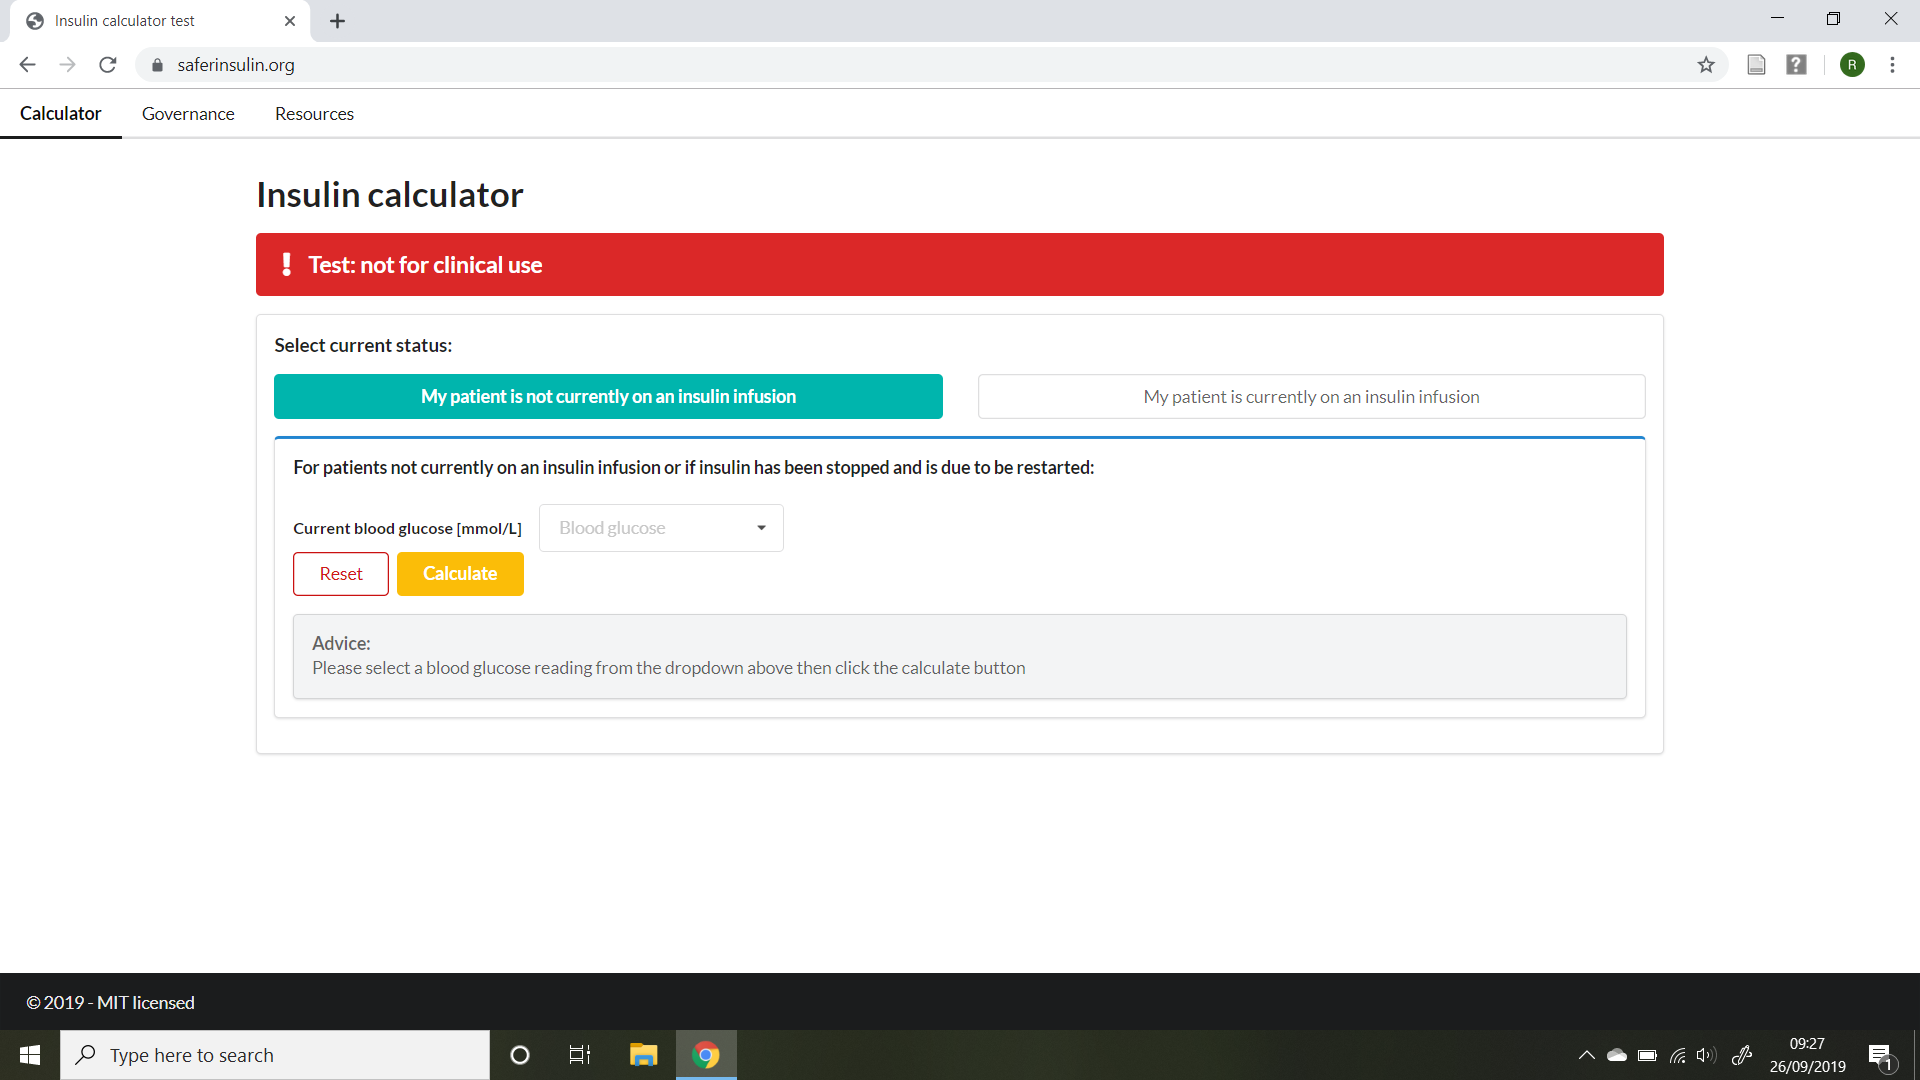 Insulin calculator test
saferinsulin.org
R
Calculator Governance Resources
Insulin calculator
Test: not for clinical use
Select current status:
My patient is not currently on an insulin infusion
My patient is currently on an insulin infusion
For patients not currently on an insulin infusion or if insulin has been stopped and is due to be restarted:
Current blood glucose [mmol/L] Blood glucose
Reset Calculate
Advice:
Please select a blood glucose reading from the dropdown above then click the calculate button
© 2019 - MIT licensed
Type here to search
09:27
26/09/2019
1